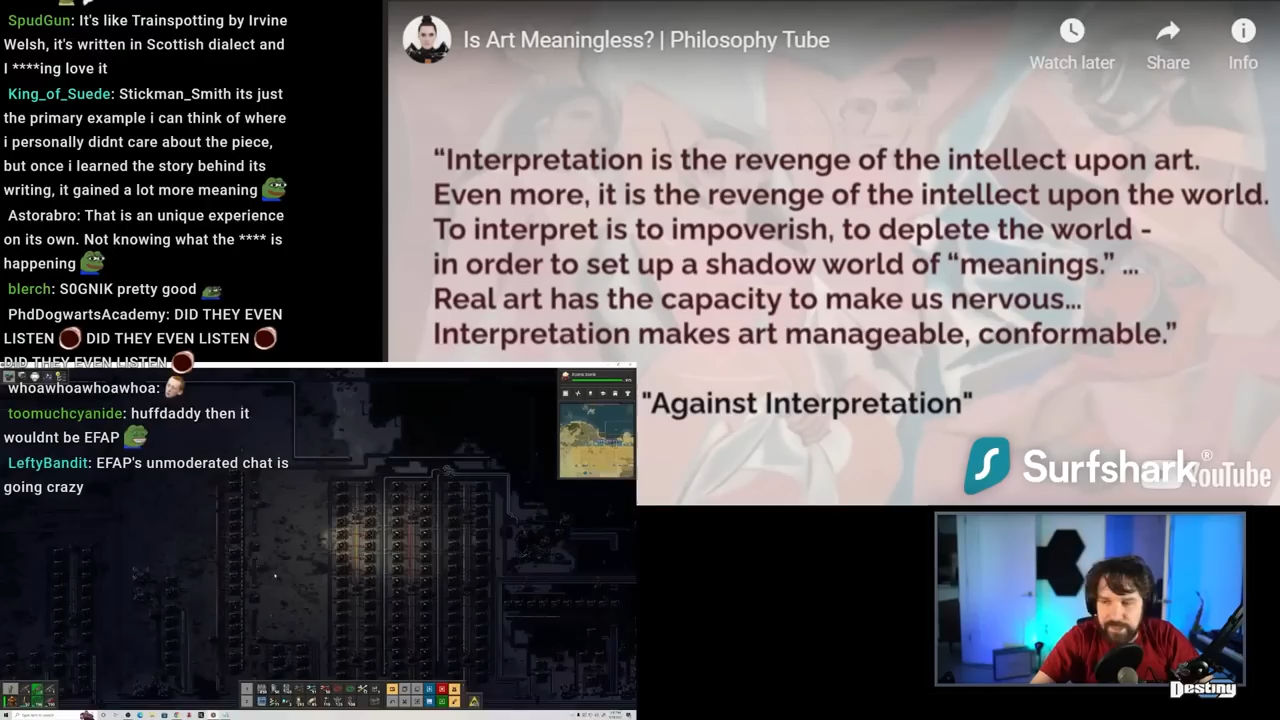 SpudGun: It's like Trainspotting by Irvine
Welsh, it's written in Scottish dialect and
I ****ing love it
King_of_Suede: Stickman_Smith its just
the primary example i can think of where
i personally didnt care about the piece,
but once i learned the story behind its
writing, it gained a lot more meaning
Astorabro: That is an unique experience
on its own. Not knowing what the **** is
happening
blerch: S0GNIK pretty good
PhdDogwartsAcademy: DID THEY EVEN
LISTEN DID THEY EVEN LISTEN
DID THEY EVEN LISTEN
whoawhoawhoawhoa:
toomuchcyanide: huffdaddy then it
wouldnt be EFAP
LeftyBandit: EFAP's unmoderated chat is
going crazy
Is Art Meaningless? | Philosophy Tube
Watch later
Share
Info
“Interpretation is the revenge of the intellect upon art.
Even more, it is the revenge of the intellect upon the world.
To interpret is to impoverish, to deplete the world -
in order to set up a shadow world of “meanings.” ...
Real art has the capacity to make us nervous...
Interpretation makes art manageable, conformable.”
"Against Interpretation"
Surfshark®
YouTube
Destiny